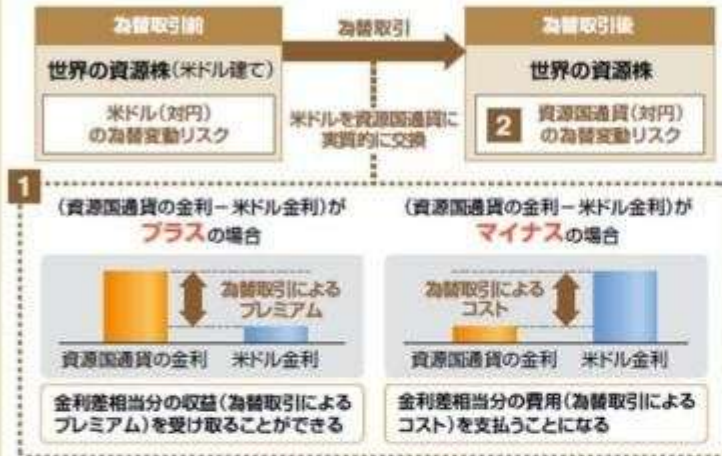 為替取引前
為替取引
為替取引後
世界の資源株(米ドル建て)
世界の資源株
米ドル(対円)
の為替変動リスク
米ドルを資源国通貨に
実質的に交換
2
資源国通貨(対円)
の為替変動リスク
1
(資源国通貨の金利-米ドル金利)が
プラスの場合
為替取引による
プレミアム
資源国通貨の金利
米ドル金利
金利差相当分の収益(為替取引による
プレミアム)を受け取ることができる
(資源国通貨の金利-米ドル金利)が
マイナスの場合
為替取引による
コスト
資源国通貨の金利
米ドル金利
金利差相当分の費用(為替取引による
コスト)を支払うことになる